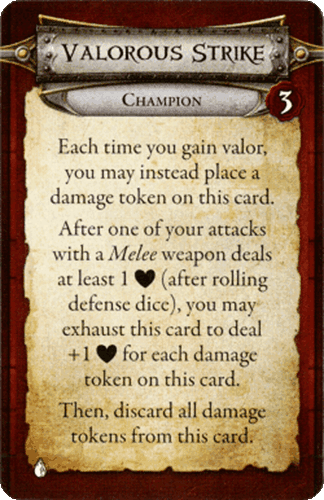 Valorous Strike
Champion
3
Each time you gain valor,
you may instead place a
damage token on this card.
After one of your attacks
with a Melee weapon deals
at least 1 ♥ (after rolling
defense dice), you may
exhaust this card to deal
+1 ♥ for each damage
token on this card.
Then, discard all damage
tokens from this card.